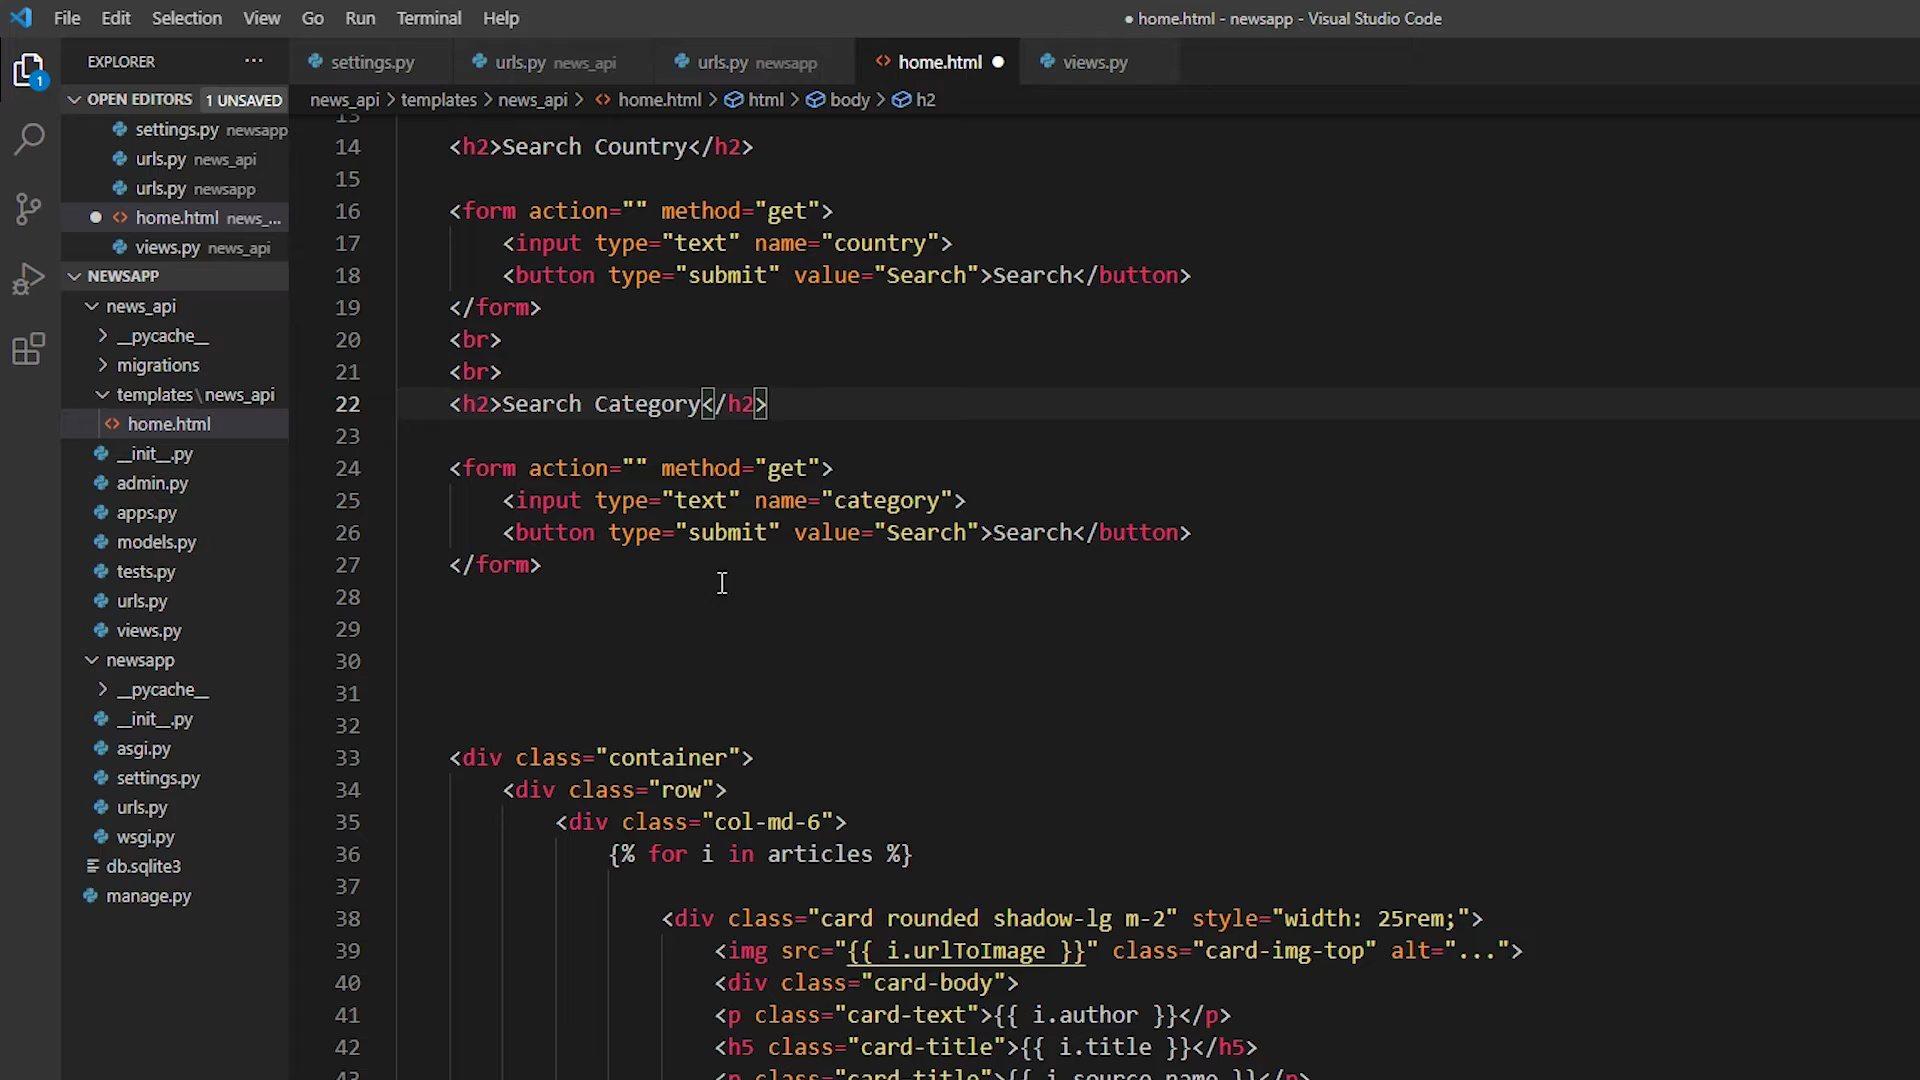 File Edit Selection View Go Run Terminal Help
● home.html - newsapp - Visual Studio Code
EXPLORER ···
settings.py
urls.py news_api
urls.py newsapp
home.html ●
views.py
OPEN EDITORS 1 UNSAVED
news_api > templates > news_api > home.html > html > body > h2
settings.py newsapp
urls.py news_api
urls.py newsapp
● home.html news_...
views.py news_api
NEWSAPP
news_api
__pycache__
migrations
templates\news_api
home.html
__init__.py
admin.py
apps.py
models.py
tests.py
urls.py
views.py
newsapp
__pycache__
__init__.py
asgi.py
settings.py
urls.py
wsgi.py
db.sqlite3
manage.py
1
13
14 <h2>Search Country</h2>
15
16 <form action="" method="get">
17 <input type="text" name="country">
18 <button type="submit" value="Search">Search</button>
19 </form>
20 <br>
21 <br>
22 <h2>Search Category</h2>
23
24 <form action="" method="get">
25 <input type="text" name="category">
26 <button type="submit" value="Search">Search</button>
27 </form>
28
29
30
31
32
33 <div class="container">
34 <div class="row">
35 <div class="col-md-6">
36 {% for i in articles %}
37
38 <div class="card rounded shadow-lg m-2" style="width: 25rem;">
39 <img src="{{ i.urlToImage }}" class="card-img-top" alt="...">
40 <div class="card-body">
41 <p class="card-text">{{ i.author }}</p>
42 <h5 class="card-title">{{ i.title }}</h5>
43 <p class="card-title">{{ i.source.name }}</p>